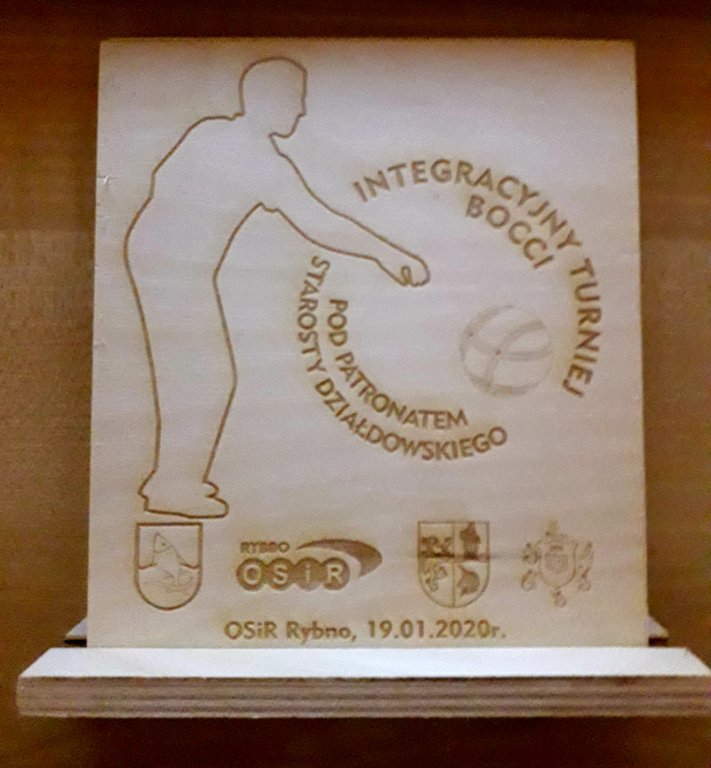 INTEGRACYJNY TURNIEJ
BOCCI
POD PATRONATEM
STAROSTY DZIAŁDOWSKIEGO
RYBNO
OSiR
OSiR Rybno, 19.01.2020r.